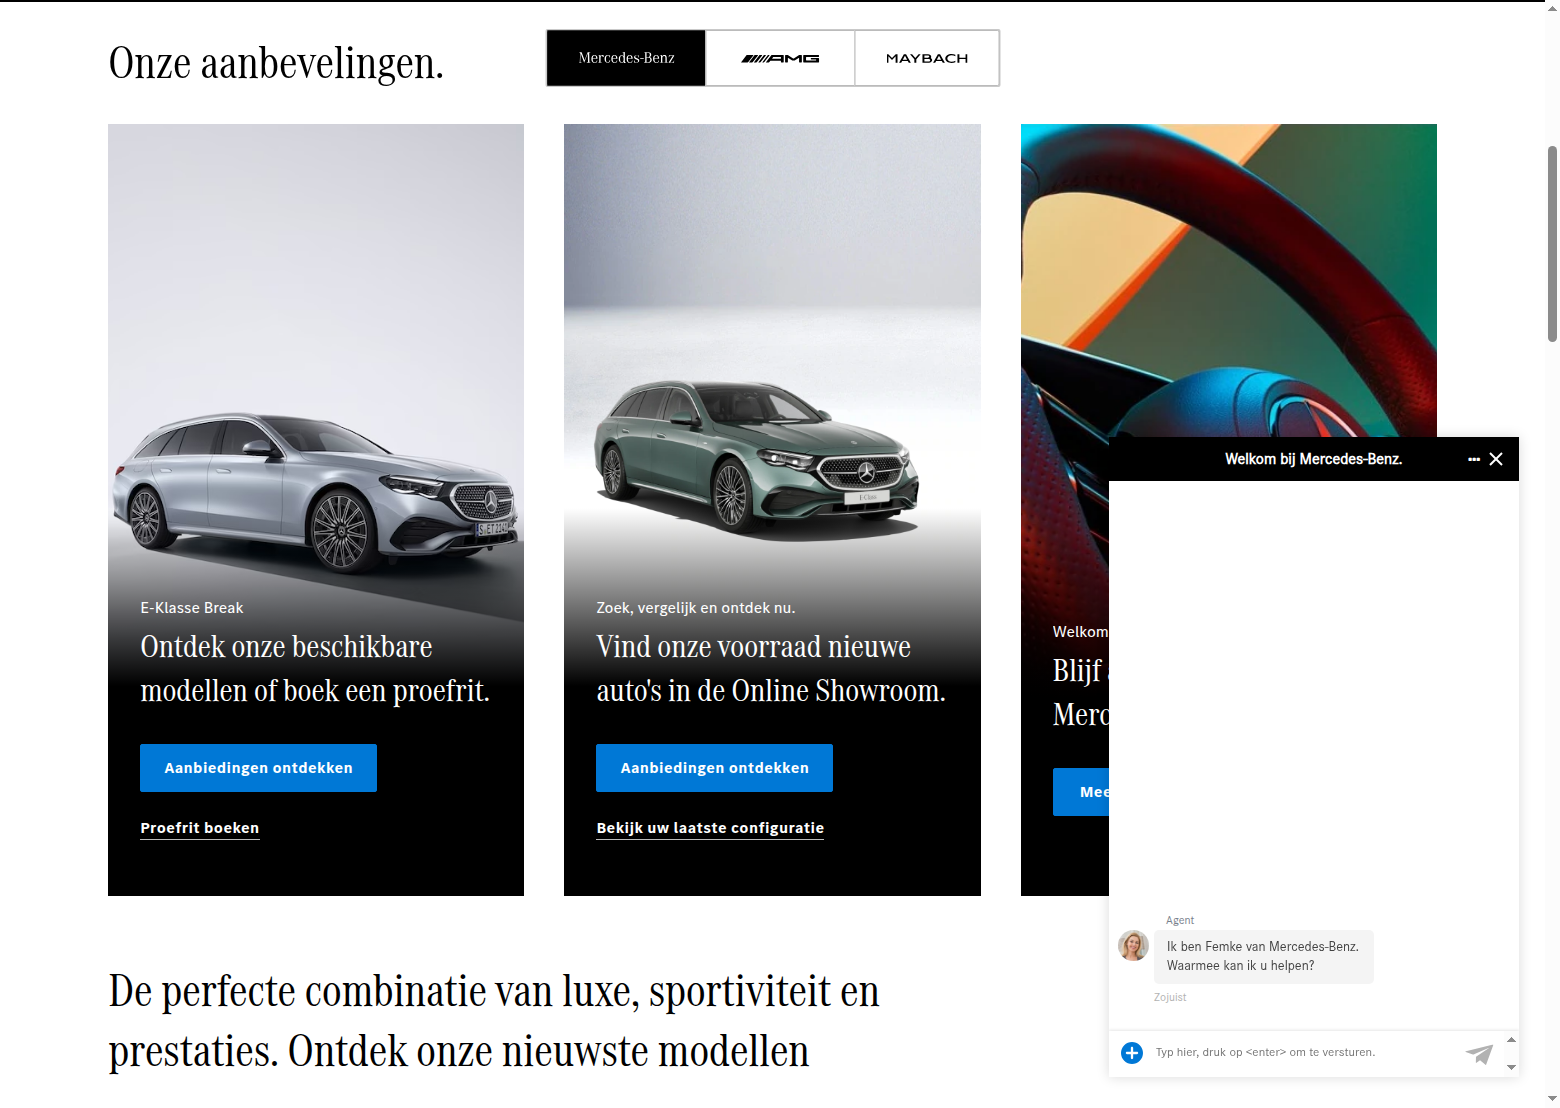 Onze aanbevelingen.
Mercedes-Benz
AMG
MAYBACH
E-Klasse Break
Ontdek onze beschikbare
modellen of boek een proefrit.
Aanbiedingen ontdekken
Proefrit boeken
Zoek, vergelijk en ontdek nu.
Vind onze voorraad nieuwe
auto's in de Online Showroom.
Aanbiedingen ontdekken
Bekijk uw laatste configuratie
Welkom
Blijf
Merc
Mee
Welkom bij Mercedes-Benz.
Agent
Ik ben Femke van Mercedes-Benz.
Waarmee kan ik u helpen?
Zojuist
Typ hier, druk op <enter> om te versturen.
De perfecte combinatie van luxe, sportiviteit en
prestaties. Ontdek onze nieuwste modellen